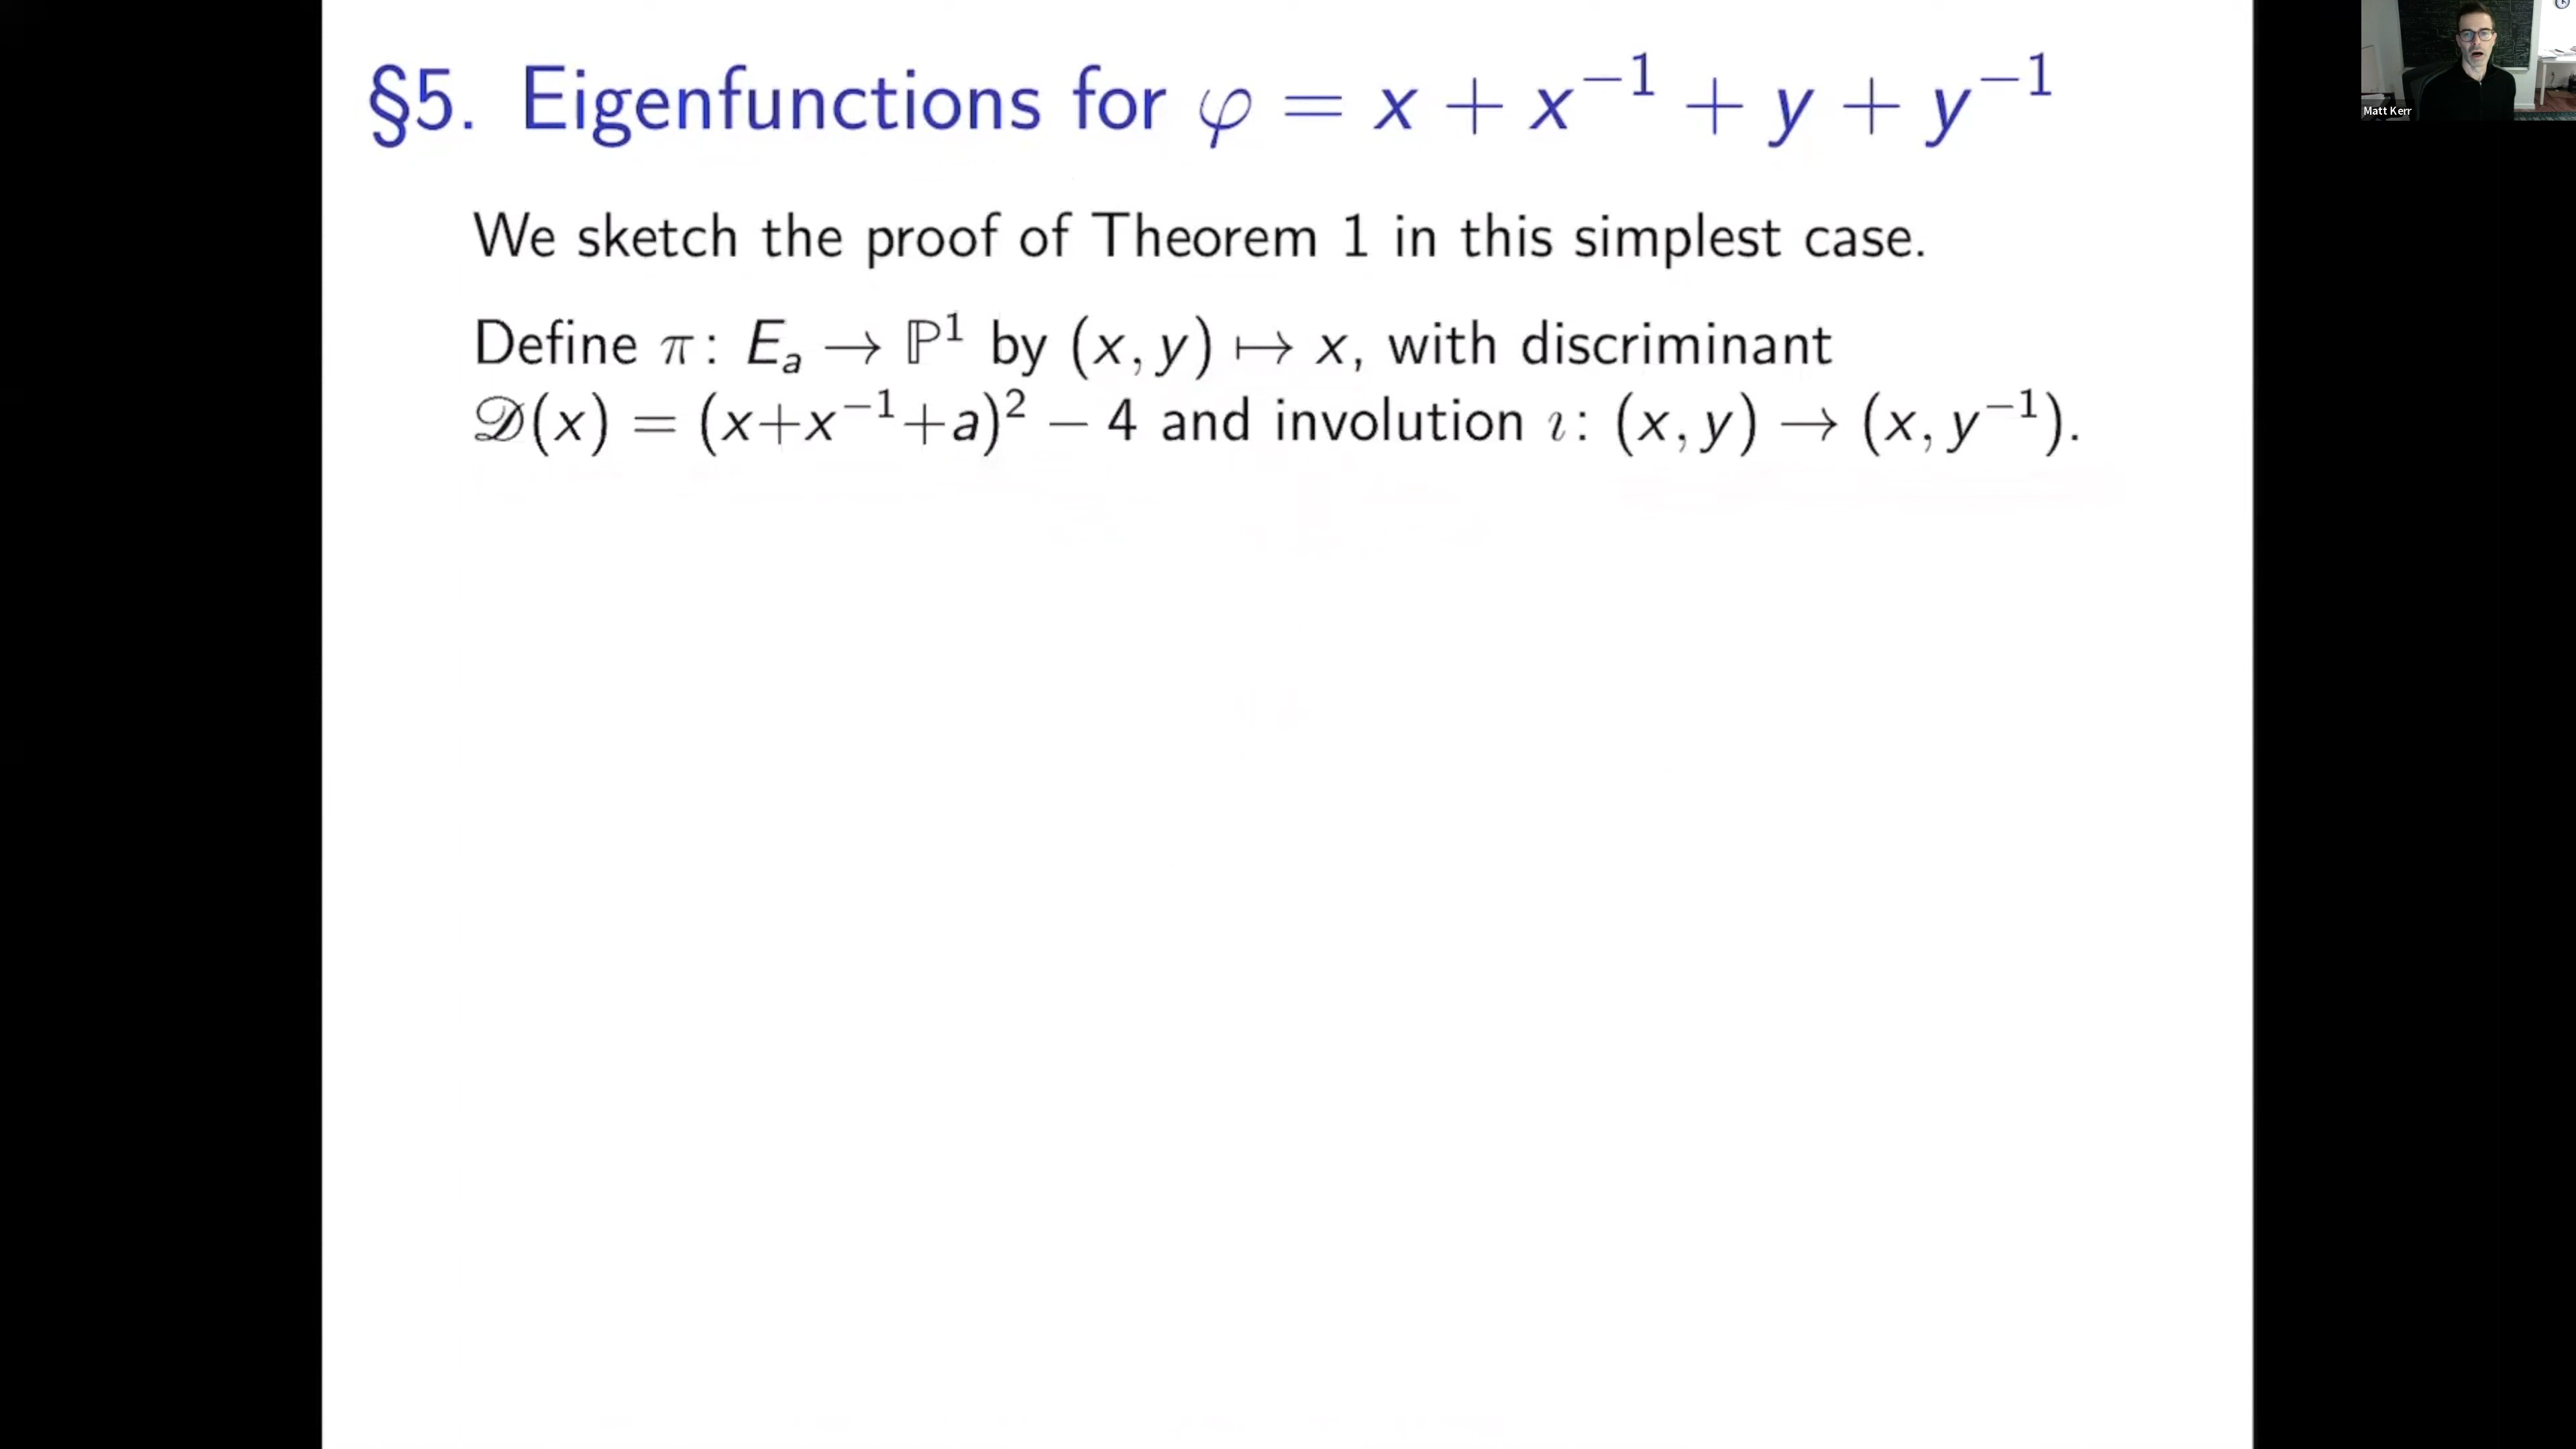 §5. Eigenfunctions for φ = x + x⁻¹ + y + y⁻¹
Matt Kerr
We sketch the proof of Theorem 1 in this simplest case.
Define π: Eₐ → ℙ¹ by (x, y) ↦ x, with discriminant
𝒟(x) = (x+x⁻¹+a)² − 4 and involution ı: (x, y) → (x, y⁻¹).